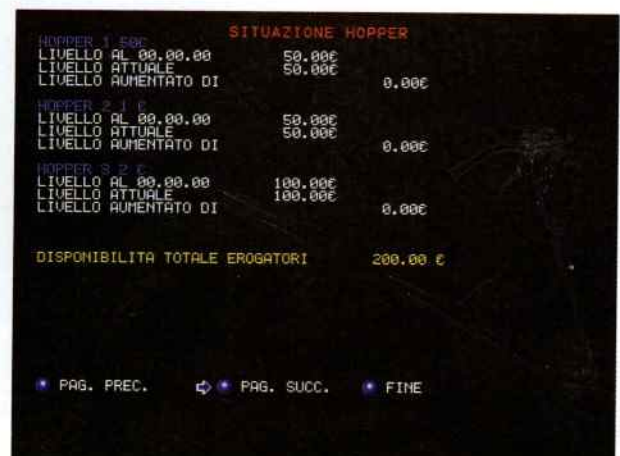 SITUAZIONE HOPPER
HOPPER 1 50C
LIVELLO AL 00.00.00 50.00€
LIVELLO ATTUALE 50.00€
LIVELLO AUMENTATO DI 0.00€
HOPPER 2 1 €
LIVELLO AL 00.00.00 50.00€
LIVELLO ATTUALE 50.00€
LIVELLO AUMENTATO DI 0.00€
HOPPER 3 2 €
LIVELLO AL 00.00.00 100.00€
LIVELLO ATTUALE 100.00€
LIVELLO AUMENTATO DI 0.00€
DISPONIBILITA TOTALE EROGATORI 200.00 €
PAG. PREC. PAG. SUCC. FINE